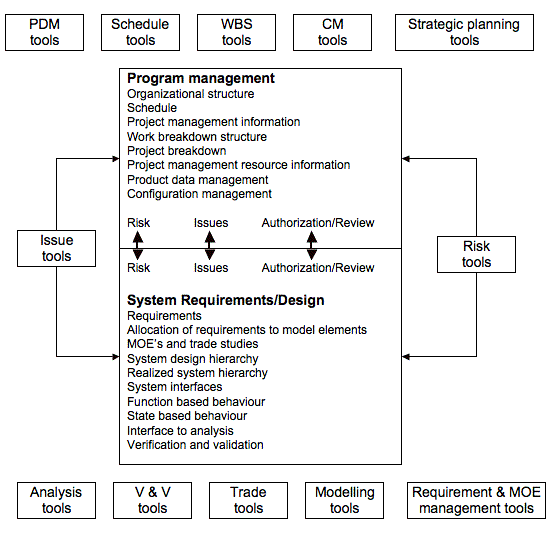 PDM
tools
Schedule
tools
WBS
tools
CM
tools
Strategic planning
tools
Program management
Organizational structure
Schedule
Project management information
Work breakdown structure
Project breakdown
Project management resource information
Product data management
Configuration management
Risk Issues Authorization/Review
Issue
tools
Risk
tools
Risk Issues Authorization/Review
System Requirements/Design
Requirements
Allocation of requirements to model elements
MOE's and trade studies
System design hierarchy
Realized system hierarchy
System interfaces
Function based behaviour
State based behaviour
Interface to analysis
Verification and validation
Analysis
tools
V & V
tools
Trade
tools
Modelling
tools
Requirement & MOE
management tools